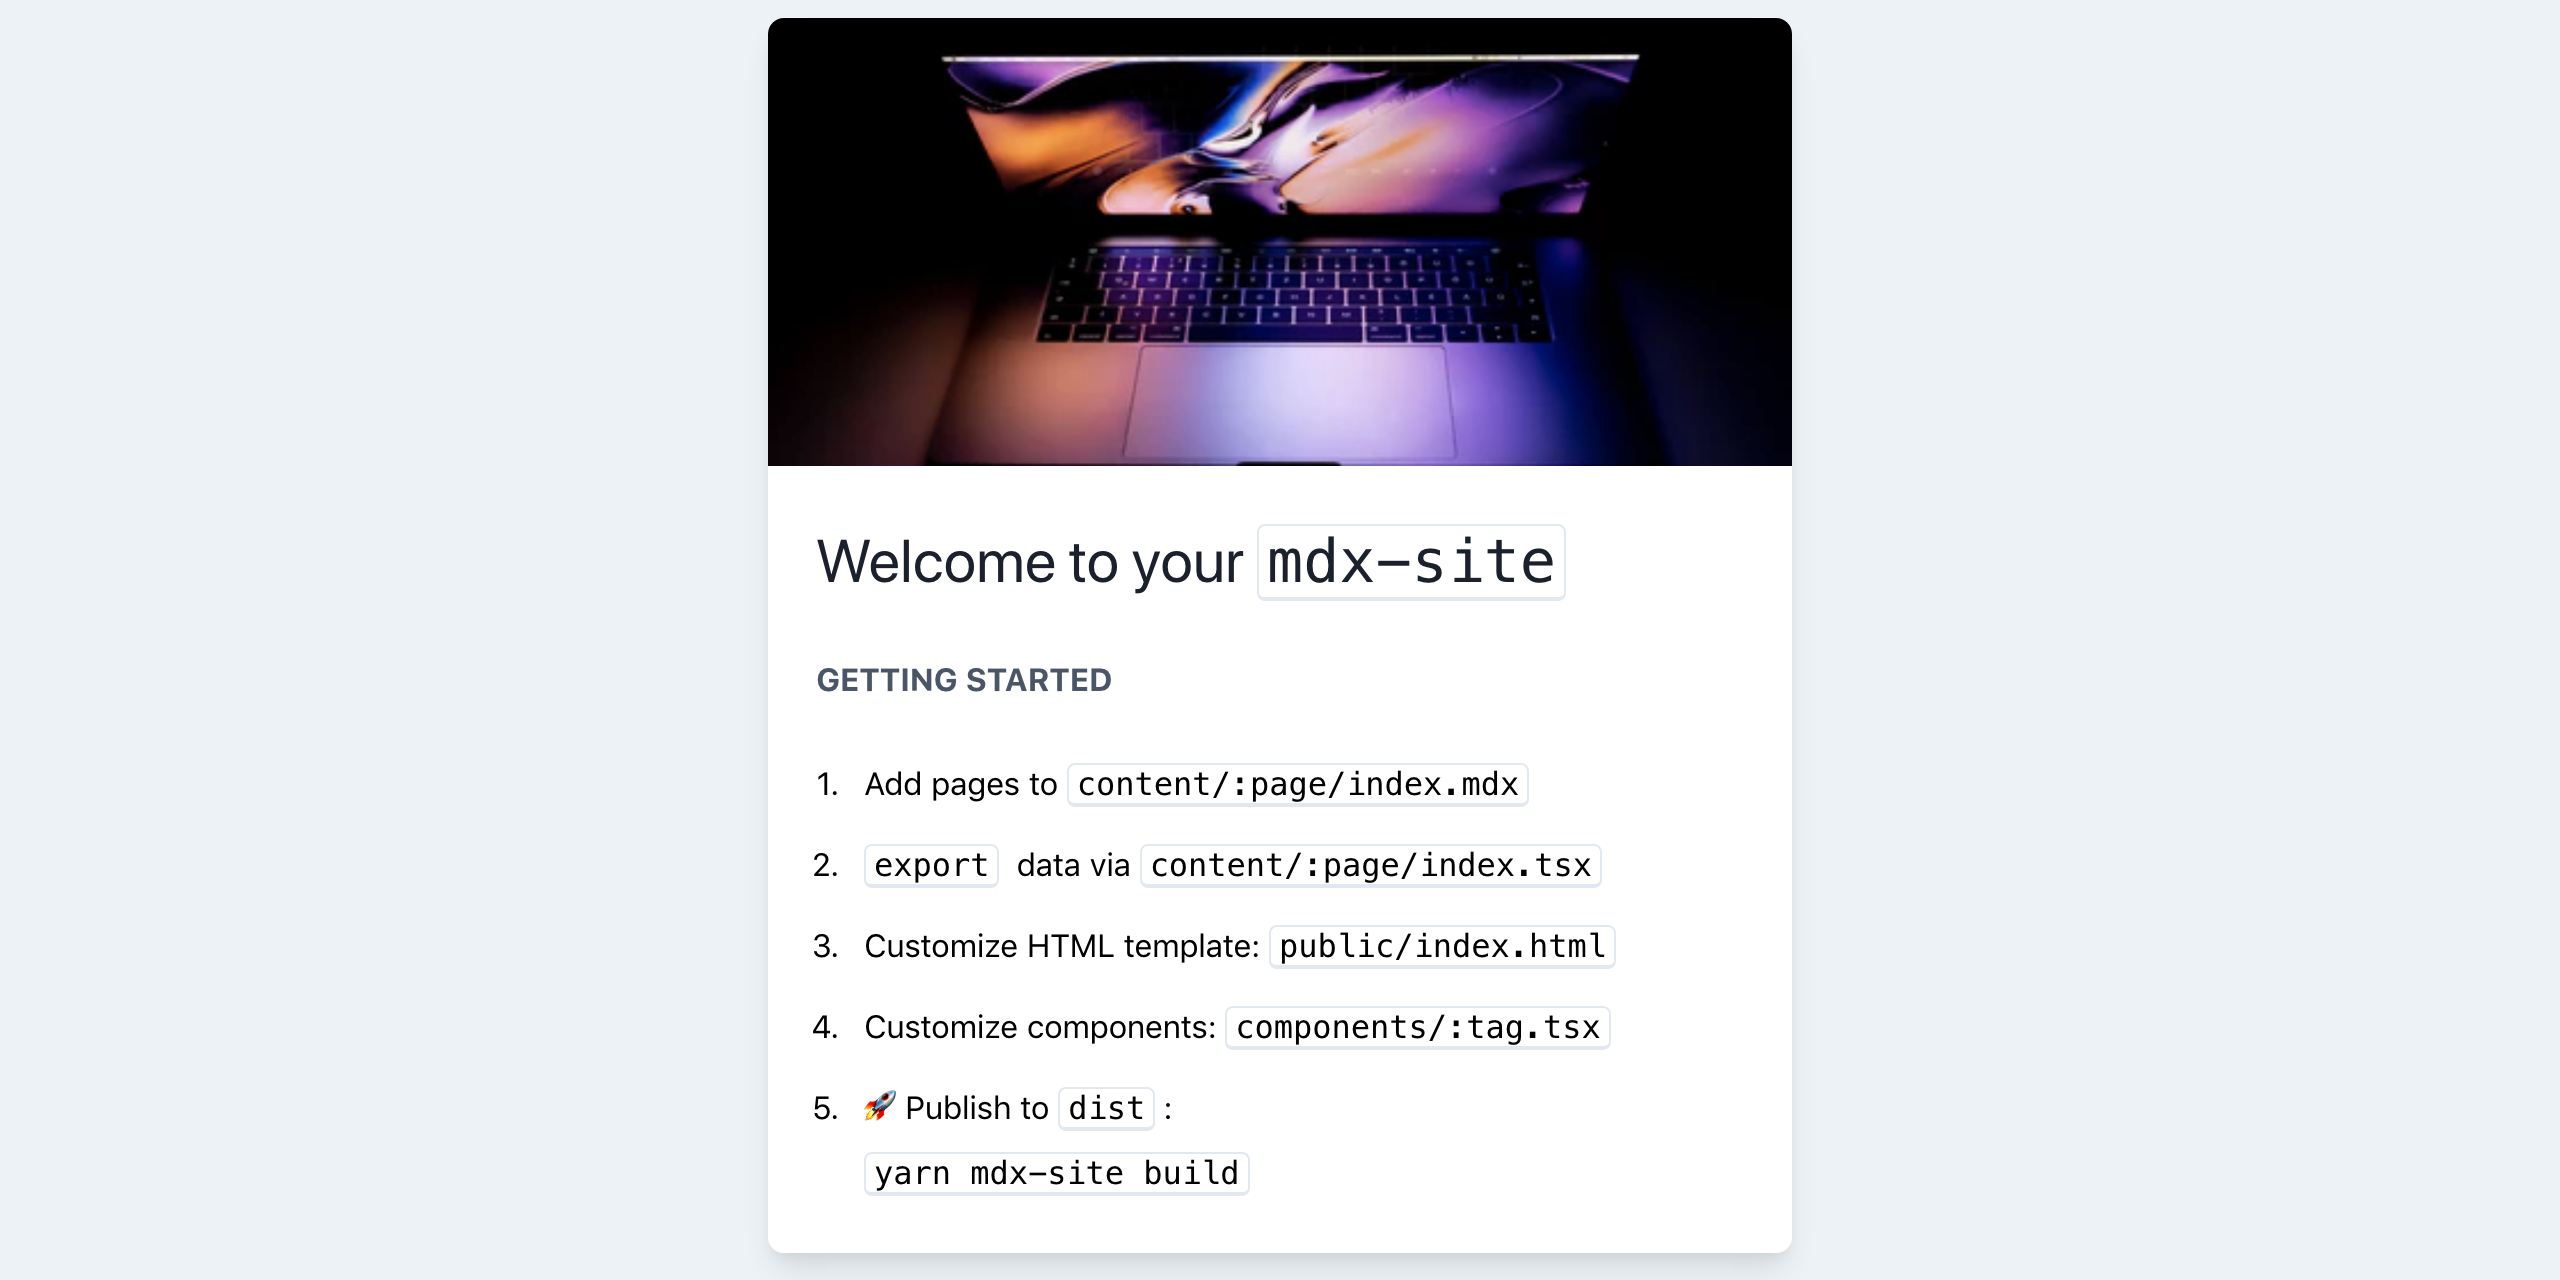 Welcome to your mdx-site
GETTING STARTED
1. Add pages to content/:page/index.mdx
2. export data via content/:page/index.tsx
3. Customize HTML template: public/index.html
4. Customize components: components/:tag.tsx
5. 🚀 Publish to dist :
yarn mdx-site build